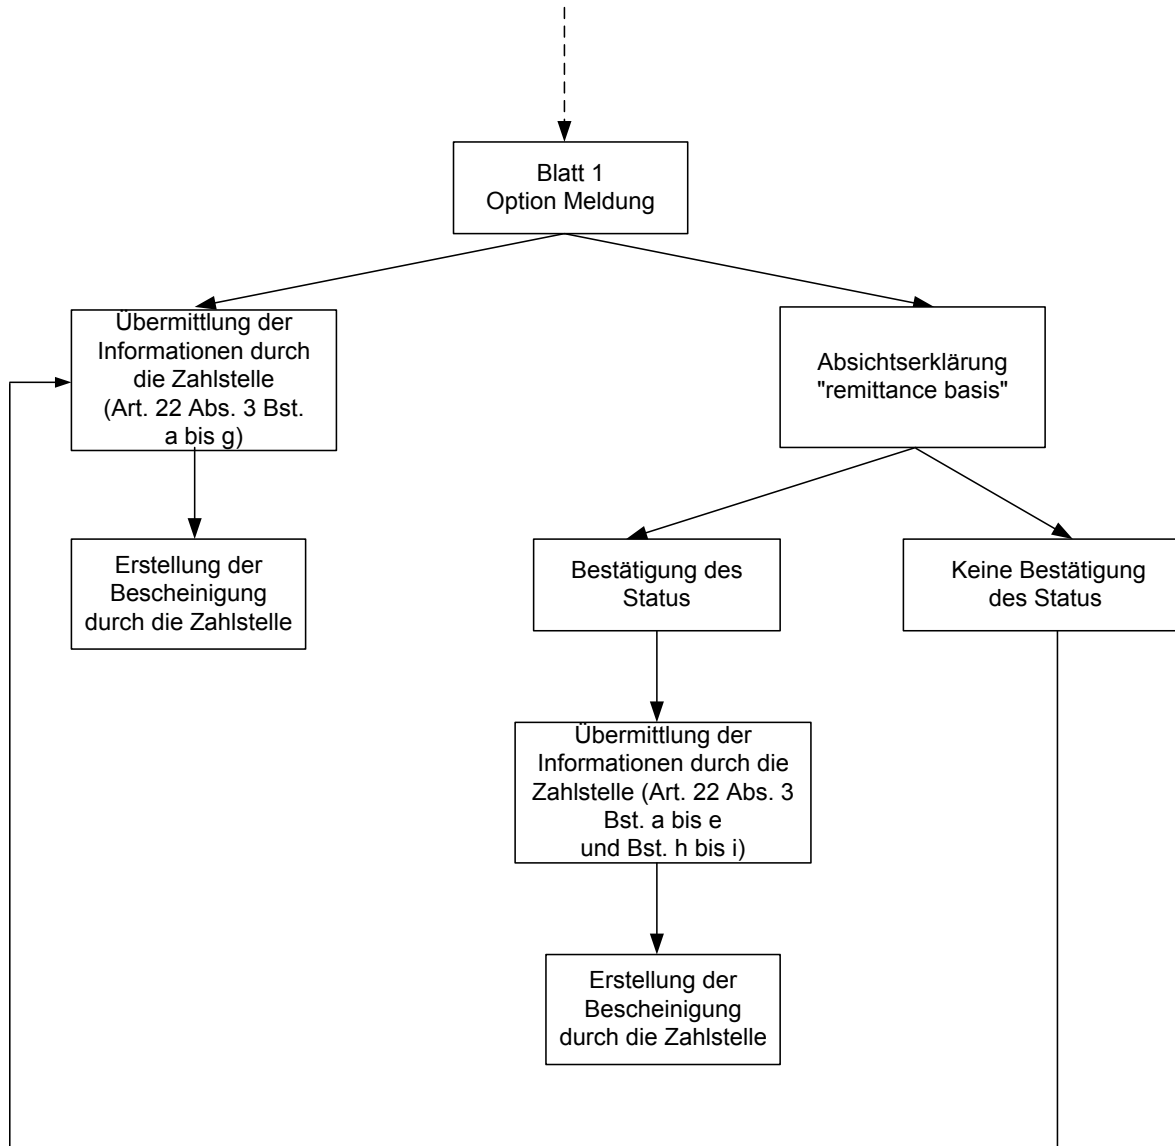 Blatt 1
Option Meldung
Übermittlung der
Informationen durch
die Zahlstelle
(Art. 22 Abs. 3 Bst.
a bis g)
Absichtserklärung
"remittance basis"
Erstellung der
Bescheinigung
durch die Zahlstelle
Bestätigung des
Status
Keine Bestätigung
des Status
Übermittlung der
Informationen durch die
Zahlstelle (Art. 22 Abs. 3
Bst. a bis e
und Bst. h bis i)
Erstellung der
Bescheinigung
durch die Zahlstelle